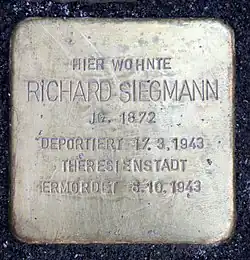 HIER WOHNTE
RICHARD SIEGMANN
JG. 1872
DEPORTIERT 17.3.1943
THERESIENSTADT
ERMORDET 8.10.1943